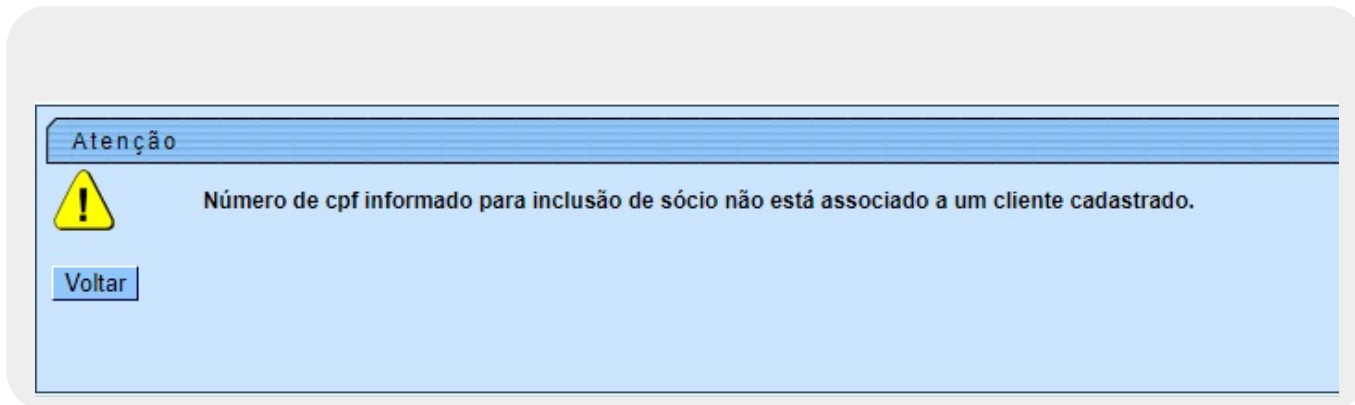 Atenção
Número de cpf informado para inclusão de sócio não está associado a um cliente cadastrado.
Voltar